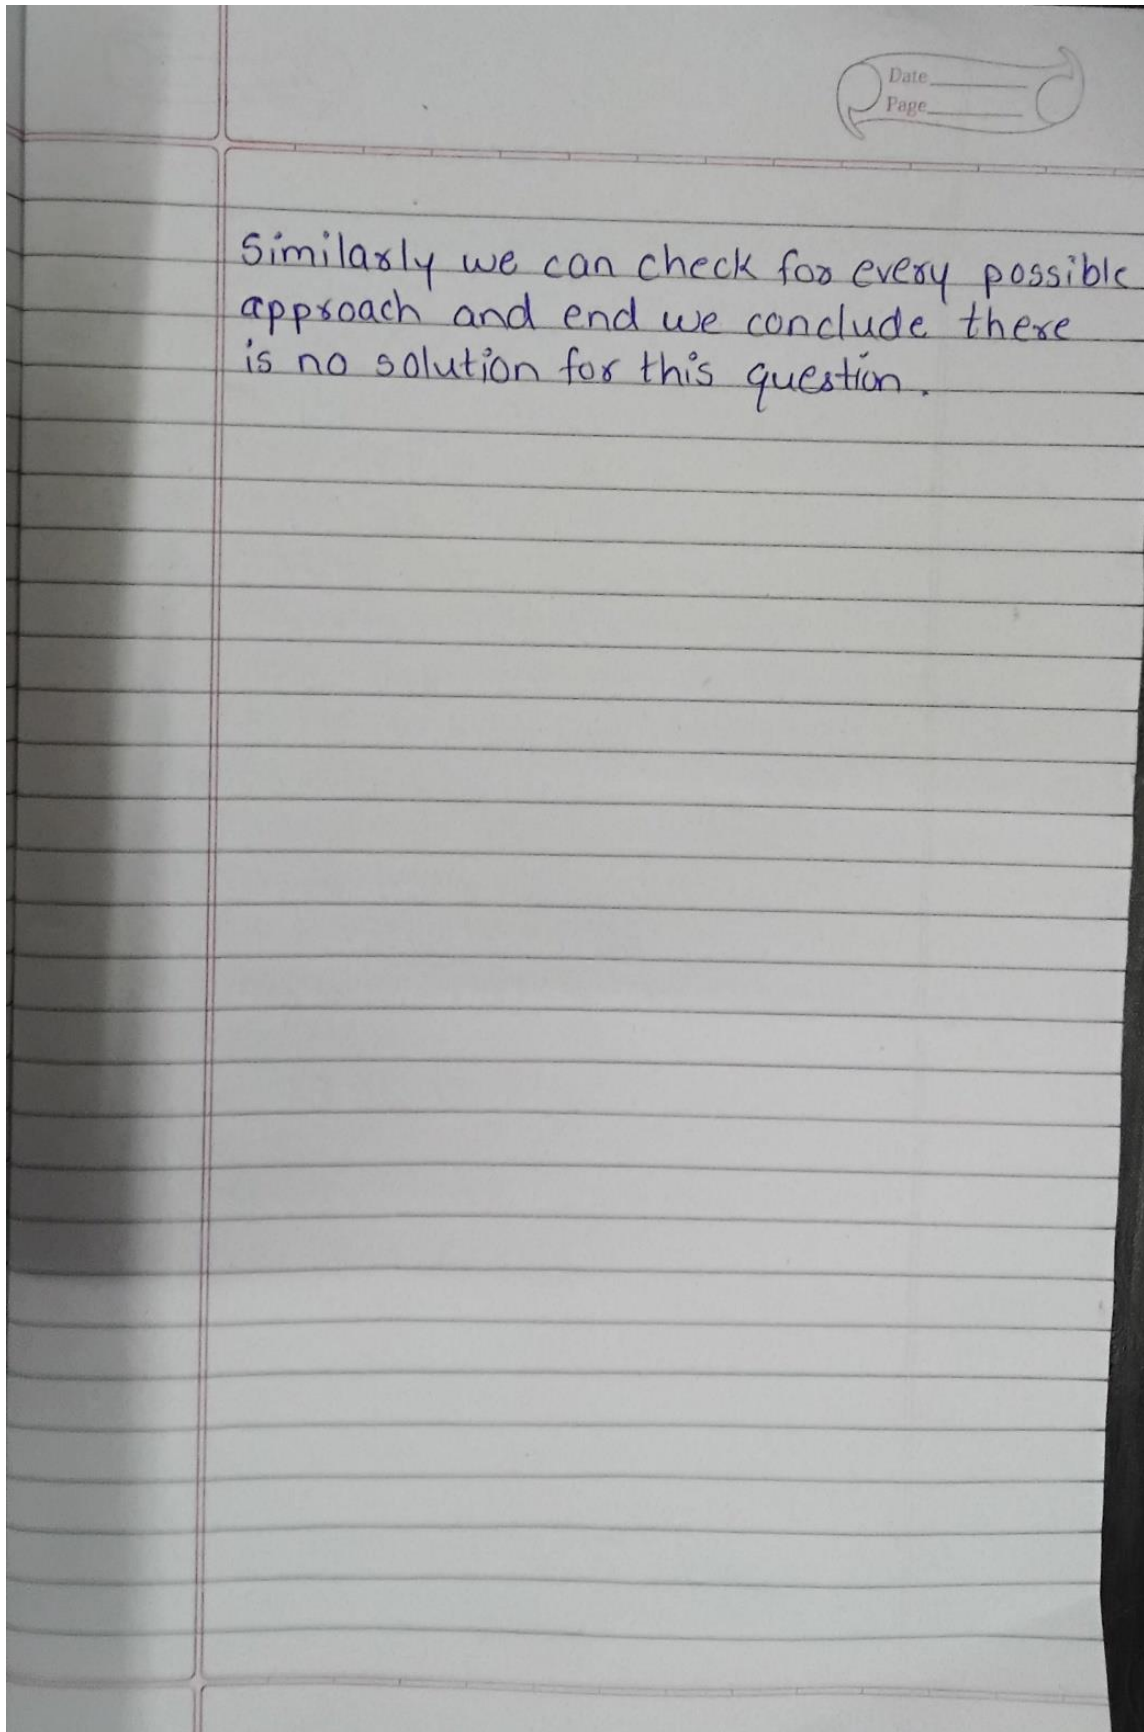 Date
Page
Similarly we can check for every possible
approach and end we conclude there
is no solution for this question.